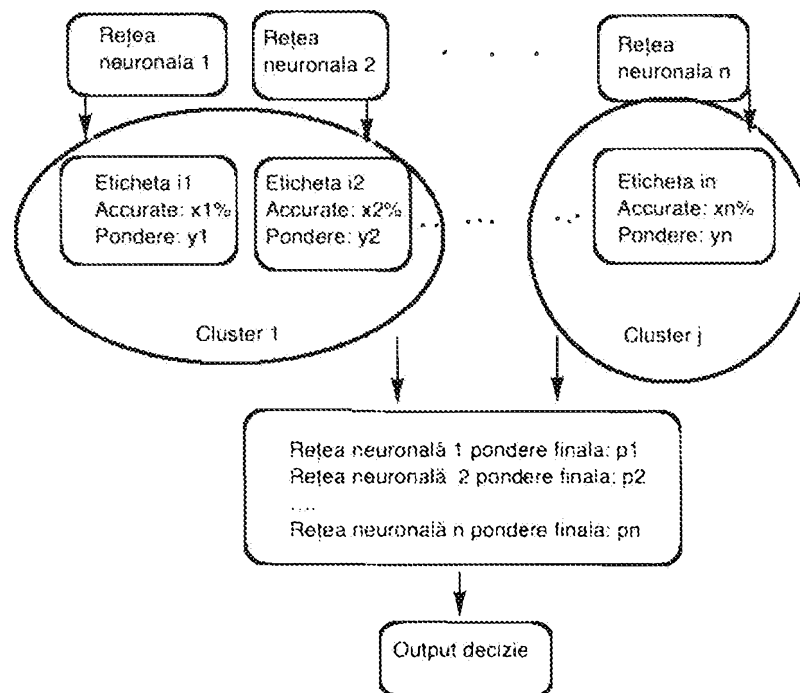 Rețea
neuronala 1
Rețea
neuronala 2
Rețea
neuronala n
Eticheta i1
Accurate: x1%
Pondere: y1
Eticheta i2
Accurate: x2%
Pondere: y2
Eticheta in
Accurate: xn%
Pondere: yn
Cluster 1
Cluster j
Rețea neuronală 1 pondere finala: p1
Rețea neuronală 2 pondere finala: p2
....
Rețea neuronală n pondere finala: pn
Output decizie